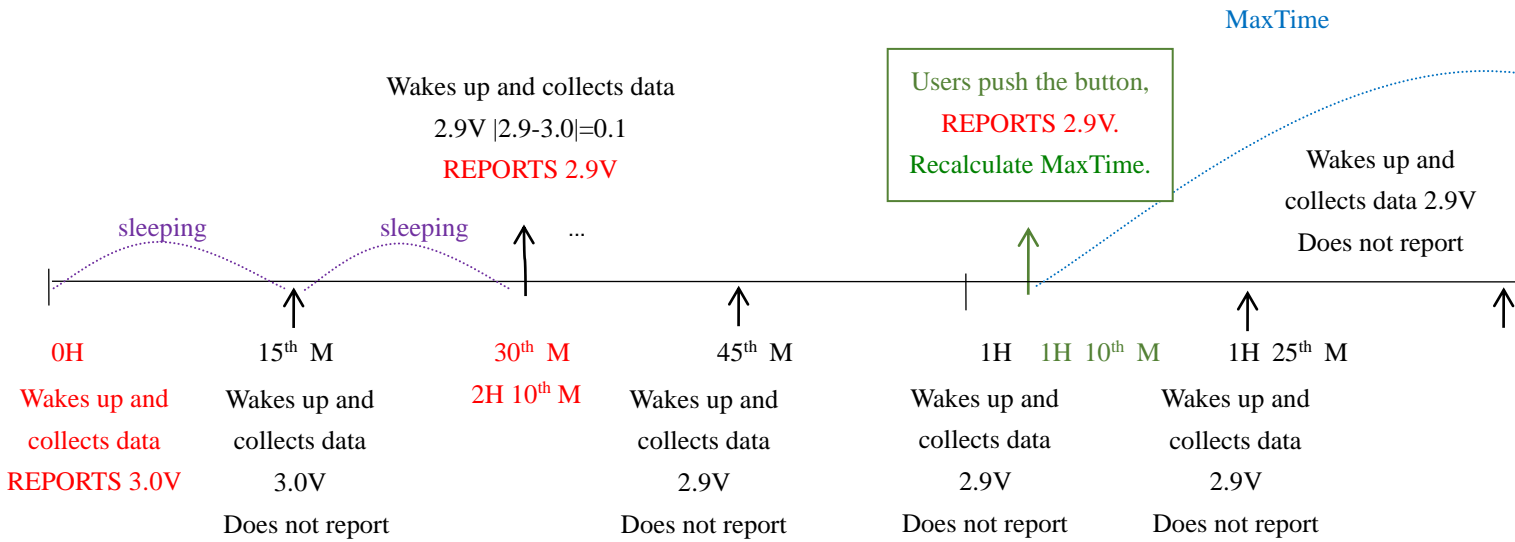 MaxTime
Wakes up and collects data
2.9V |2.9-3.0|=0.1
REPORTS 2.9V
Users push the button,
REPORTS 2.9V.
Recalculate MaxTime.
Wakes up and
collects data 2.9V
Does not report
sleeping
sleeping
...
0H
Wakes up and
collects data
REPORTS 3.0V
15th M
Wakes up and
collects data
3.0V
Does not report
30th M
2H 10th M
45th M
Wakes up and
collects data
2.9V
Does not report
1H
Wakes up and
collects data
2.9V
Does not report
1H 10th M
1H 25th M
Wakes up and
collects data
2.9V
Does not report